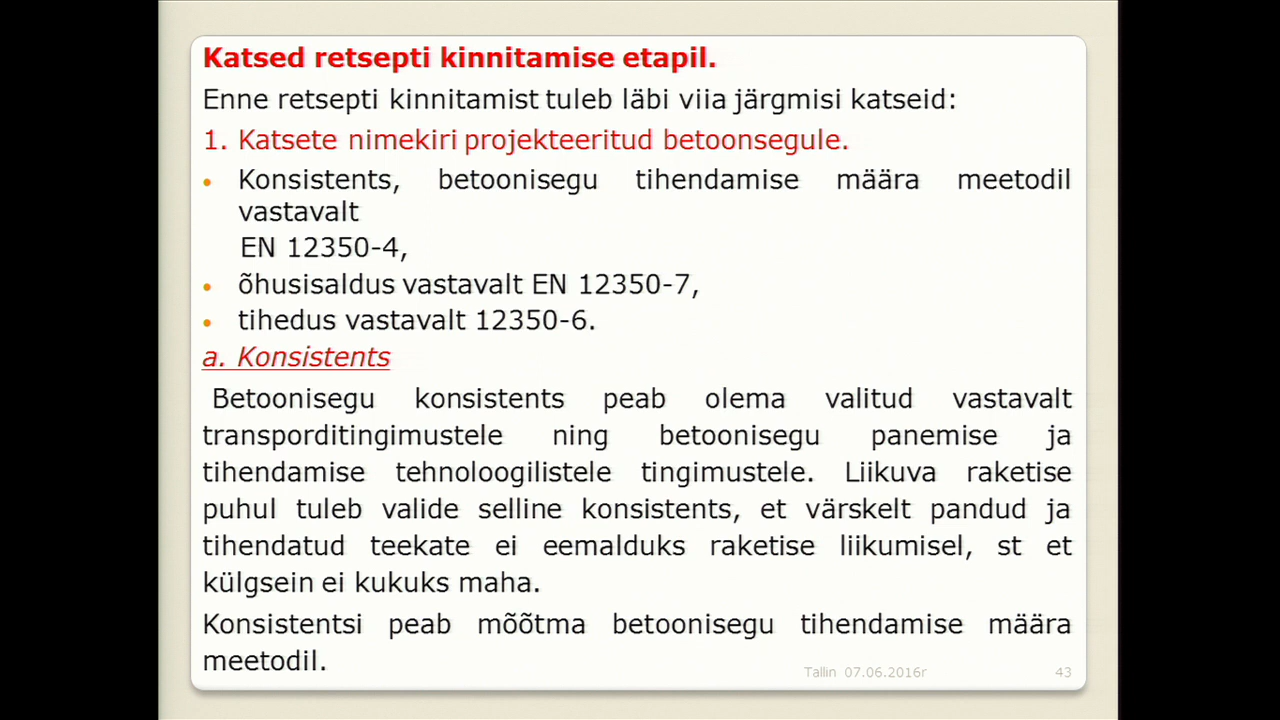 Katsed retsepti kinnitamise etapil.
Enne retsepti kinnitamist tuleb läbi viia järgmisi katseid:
1. Katsete nimekiri projekteeritud betoonsegule.
• Konsistents, betoonisegu tihendamise määra meetodil
vastavalt
EN 12350-4,
• õhusisaldus vastavalt EN 12350-7,
• tihedus vastavalt 12350-6.
a. Konsistents
Betoonisegu konsistents peab olema valitud vastavalt
transporditingimustele ning betoonisegu panemise ja
tihendamise tehnoloogilistele tingimustele. Liikuva raketise
puhul tuleb valide selline konsistents, et värskelt pandud ja
tihendatud teekate ei eemalduks raketise liikumisel, st et
külgsein ei kukuks maha.
Konsistentsi peab mõõtma betoonisegu tihendamise määra
meetodil.
Tallin 07.06.2016r 43